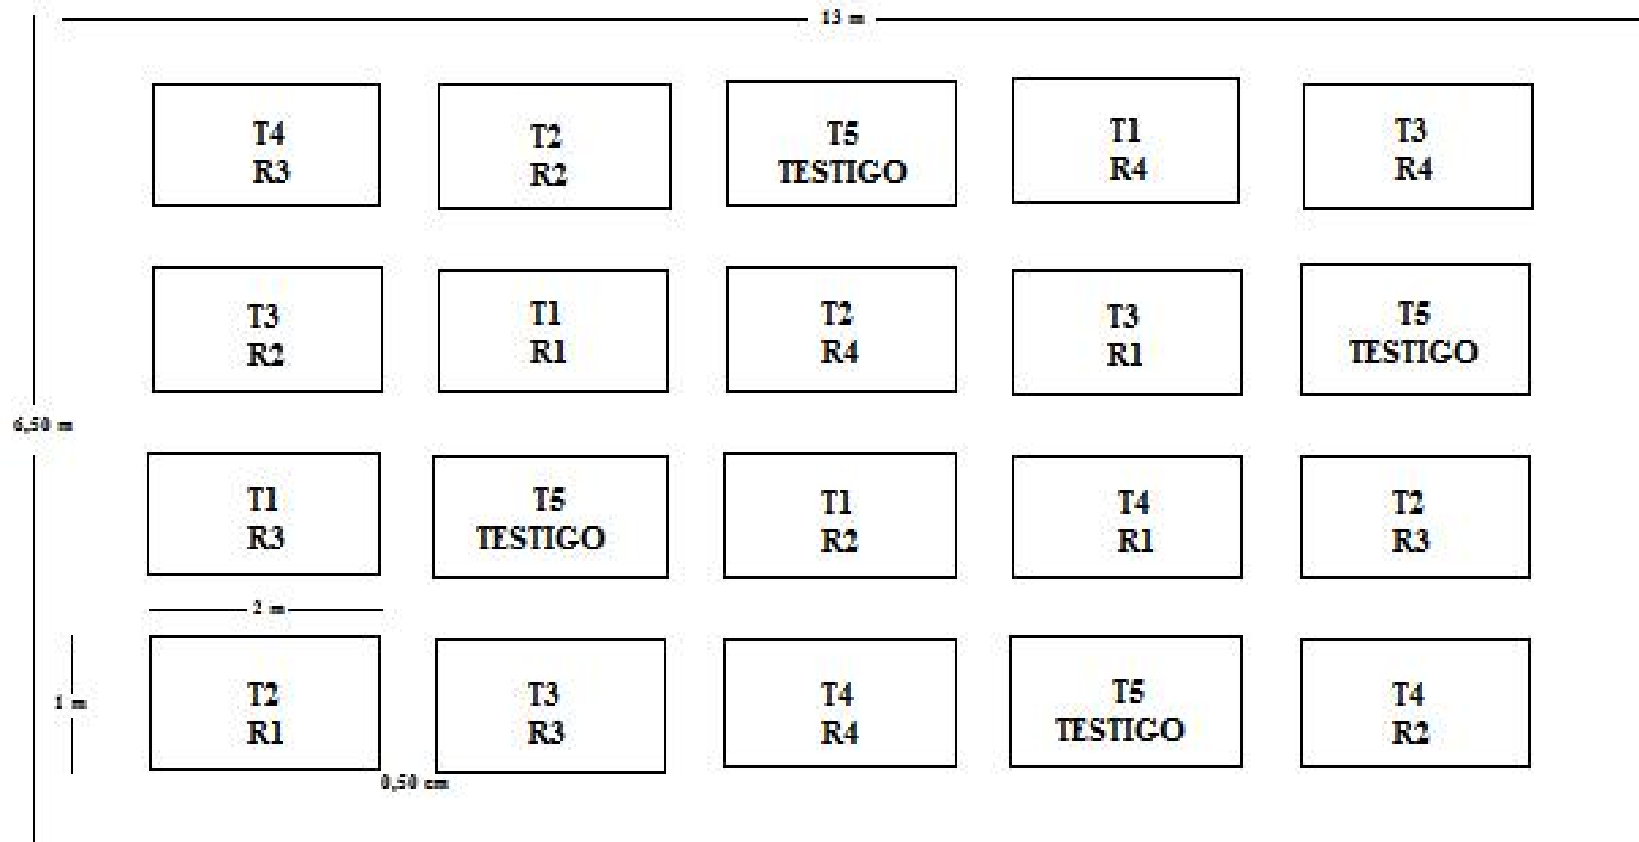 13 m
T4
R3
T2
R2
T5
TESTIGO
T1
R4
T3
R4
T3
R2
T1
R1
T2
R4
T3
R1
T5
TESTIGO
6,50 m
T1
R3
T5
TESTIGO
T1
R2
T4
R1
T2
R3
2 m
1 m
T2
R1
T3
R3
T4
R4
T5
TESTIGO
T4
R2
0,50 cm